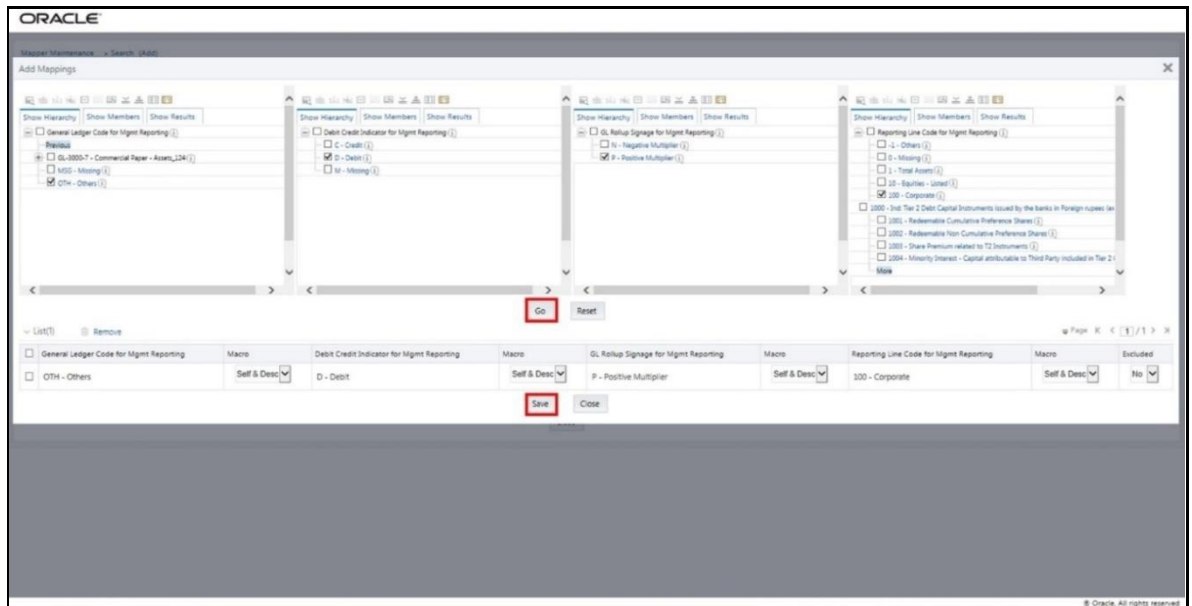 ORACLE
Mapper Maintenance » Search (Add)
Add Mappings
Show Hierarchy Show Members Show Results
General Ledger Code for Mgmt Reporting
Previous
GL-3000-T - Commercial Paper - Assets_124
MSG - Missing
OTH - Others
Show Hierarchy Show Members Show Results
Debit Credit Indicator for Mgmt Reporting
C - Credit
D - Debit
M - Missing
Show Hierarchy Show Members Show Results
GL Rollup Signage for Mgmt Reporting
N - Negative Multiplier
P - Positive Multiplier
Show Hierarchy Show Members Show Results
Reporting Line Code for Mgmt Reporting
-1 - Others
0 - Missing
1 - Total Assets
10 - Equities - Listed
100 - Corporate
1000 - Ind: Tier 2 Debt Capital Instruments issued by the banks in Foreign rupees
1001 - Redeemable Cumulative Preference Shares
1002 - Redeemable Non Cumulative Preference Shares
1003 - Share Premium related to T2 Instruments
1004 - Minority Interest - Capital attributable to Third Party included in Tier 2
More
Go Reset
List(1) Remove
Page 1 / 1
General Ledger Code for Mgmt Reporting Macro Debit Credit Indicator for Mgmt Reporting Macro GL Rollup Signage for Mgmt Reporting Macro Reporting Line Code for Mgmt Reporting Macro Excluded
OTH - Others Self & Desc D - Debit Self & Desc P - Positive Multiplier Self & Desc 100 - Corporate Self & Desc No
Save Close
© Oracle. All rights reserved